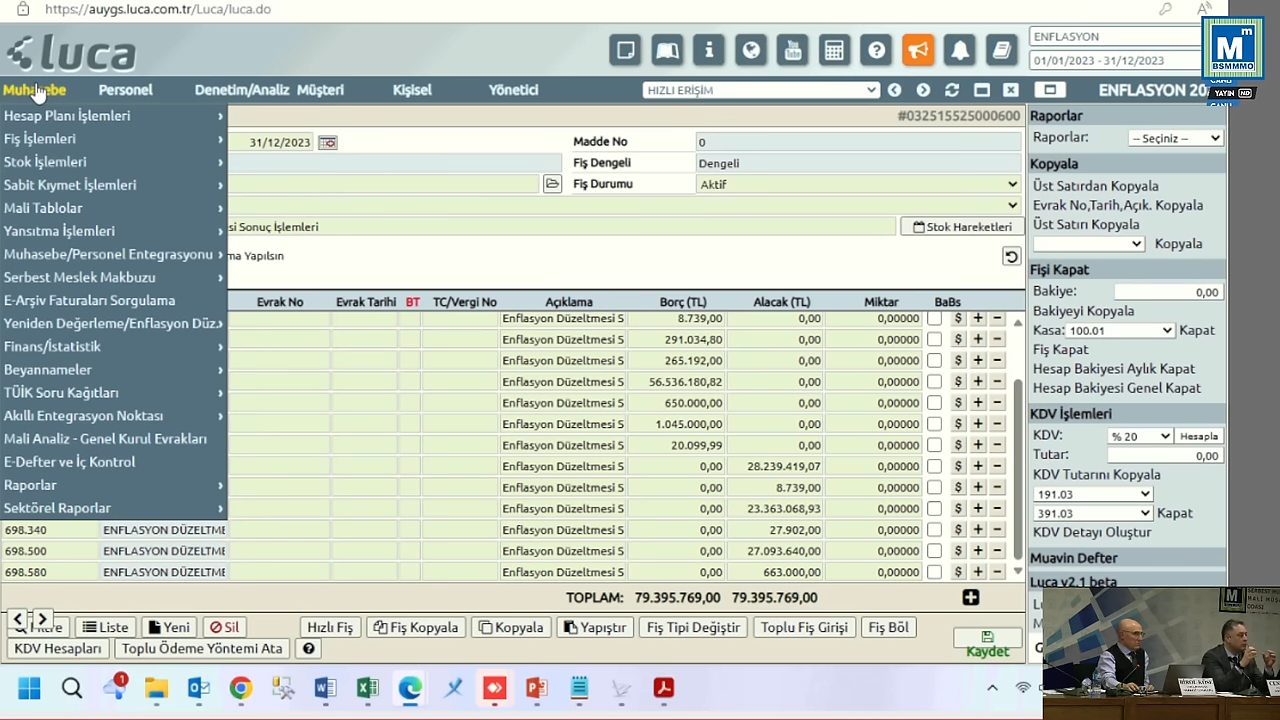 https://auygs.luca.com.tr/Luca/luca.do
luca
ENFLASYON
01/01/2023 - 31/12/2023
M m
BSMMMO
CANLI
YAYIN HD
Muhasebe Personel Denetim/Analiz Müşteri Kişisel Yönetici HIZLI ERİŞİM ENFLASYON 20
Hesap Planı İşlemleri
Fiş İşlemleri
Stok İşlemleri
Sabit Kıymet İşlemleri
Mali Tablolar
Yansıtma İşlemleri
Muhasebe/Personel Entegrasyonu
Serbest Meslek Makbuzu
E-Arşiv Faturaları Sorgulama
Yeniden Değerleme/Enflasyon Düz.
Finans/İstatistik
Beyannameler
TÜİK Soru Kağıtları
Akıllı Entegrasyon Noktası
Mali Analiz - Genel Kurul Evrakları
E-Defter ve İç Kontrol
Raporlar
Sektörel Raporlar
#032515525000600
31/12/2023 Madde No 0
Fiş Dengeli Dengeli
Fiş Durumu Aktif
si Sonuç İşlemleri Stok Hareketleri
ma Yapılsın
Evrak No Evrak Tarihi BT TC/Vergi No Açıklama Borç (TL) Alacak (TL) Miktar BaBs
Enflasyon Düzeltmesi S 8.739,00 0,00 0,00000 $ + −
Enflasyon Düzeltmesi S 291.034,80 0,00 0,00000 $ + −
Enflasyon Düzeltmesi S 265.192,00 0,00 0,00000 $ + −
Enflasyon Düzeltmesi S 56.536.180,82 0,00 0,00000 $ + −
Enflasyon Düzeltmesi S 650.000,00 0,00 0,00000 $ + −
Enflasyon Düzeltmesi S 1.045.000,00 0,00 0,00000 $ + −
Enflasyon Düzeltmesi S 20.099,99 0,00 0,00000 $ + −
Enflasyon Düzeltmesi S 0,00 28.239.419,07 0,00000 $ + −
Enflasyon Düzeltmesi S 0,00 8.739,00 0,00000 $ + −
Enflasyon Düzeltmesi S 0,00 23.363.068,93 0,00000 $ + −
698.340 ENFLASYON DÜZELTME Enflasyon Düzeltmesi S 0,00 27.902,00 0,00000 $ + −
698.500 ENFLASYON DÜZELTME Enflasyon Düzeltmesi S 0,00 27.093.640,00 0,00000 $ + −
698.580 ENFLASYON DÜZELTME Enflasyon Düzeltmesi S 0,00 663.000,00 0,00000 $ + −
TOPLAM: 79.395.769,00 79.395.769,00
Filtre Liste Yeni Sil Hızlı Fiş Fiş Kopyala Kopyala Yapıştır Fiş Tipi Değiştir Toplu Fiş Girişi Fiş Böl
KDV Hesapları Toplu Ödeme Yöntemi Ata Kaydet
Raporlar
Raporlar: -- Seçiniz --
Kopyala
Üst Satırdan Kopyala
Evrak No,Tarih,Açık. Kopyala
Üst Satırı Kopyala
Kopyala
Fişi Kapat
Bakiye: 0,00
Bakiyeyi Kopyala
Kasa: 100.01 Kapat
Fiş Kapat
Hesap Bakiyesi Aylık Kapat
Hesap Bakiyesi Genel Kapat
KDV İşlemleri
KDV: % 20 Hesapla
Tutar: 0,00
KDV Tutarını Kopyala
191.03
391.03 Kapat
KDV Detayı Oluştur
Muavin Defter
Luca v2.1 beta
BİROL KÖSE